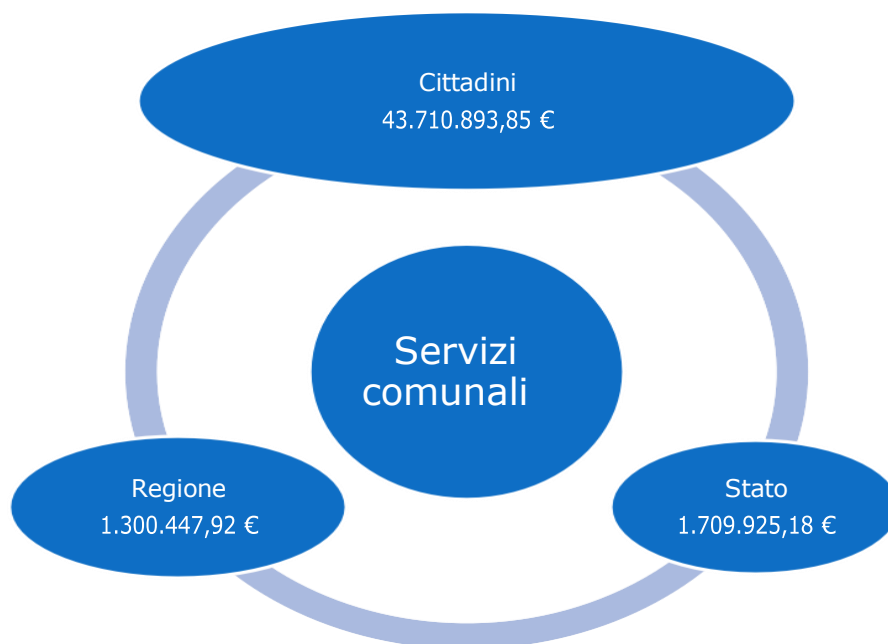 Cittadini
43.710.893,85 €
Servizi
comunali
Regione
1.300.447,92 €
Stato
1.709.925,18 €